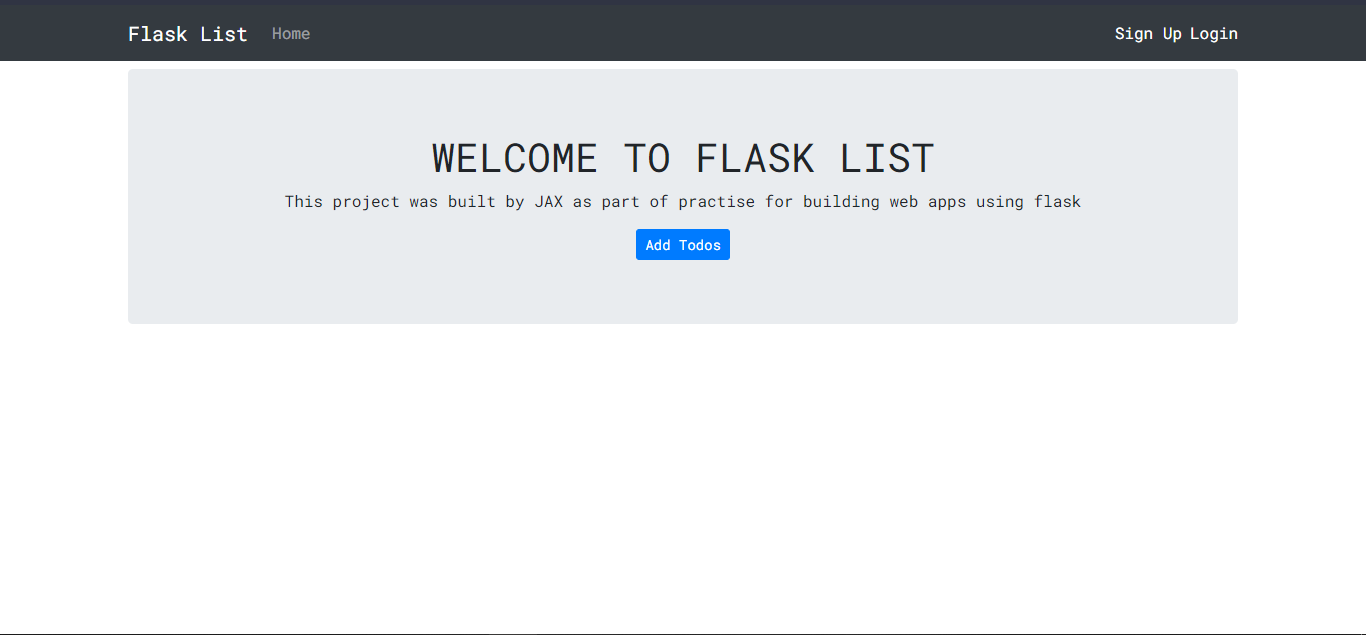 Flask List Home Sign Up Login
WELCOME TO FLASK LIST
This project was built by JAX as part of practise for building web apps using flask
Add Todos